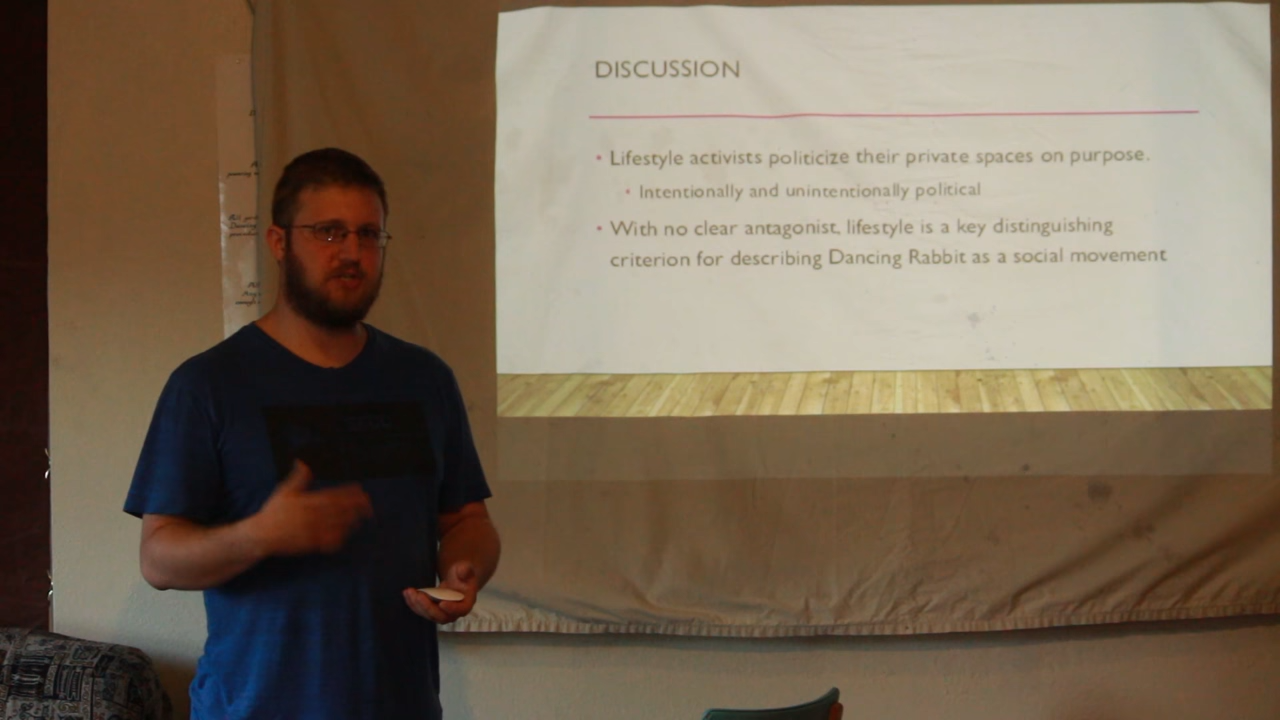 DISCUSSION
• Lifestyle activists politicize their private spaces on purpose.
• Intentionally and unintentionally political
• With no clear antagonist, lifestyle is a key distinguishing
criterion for describing Dancing Rabbit as a social movement